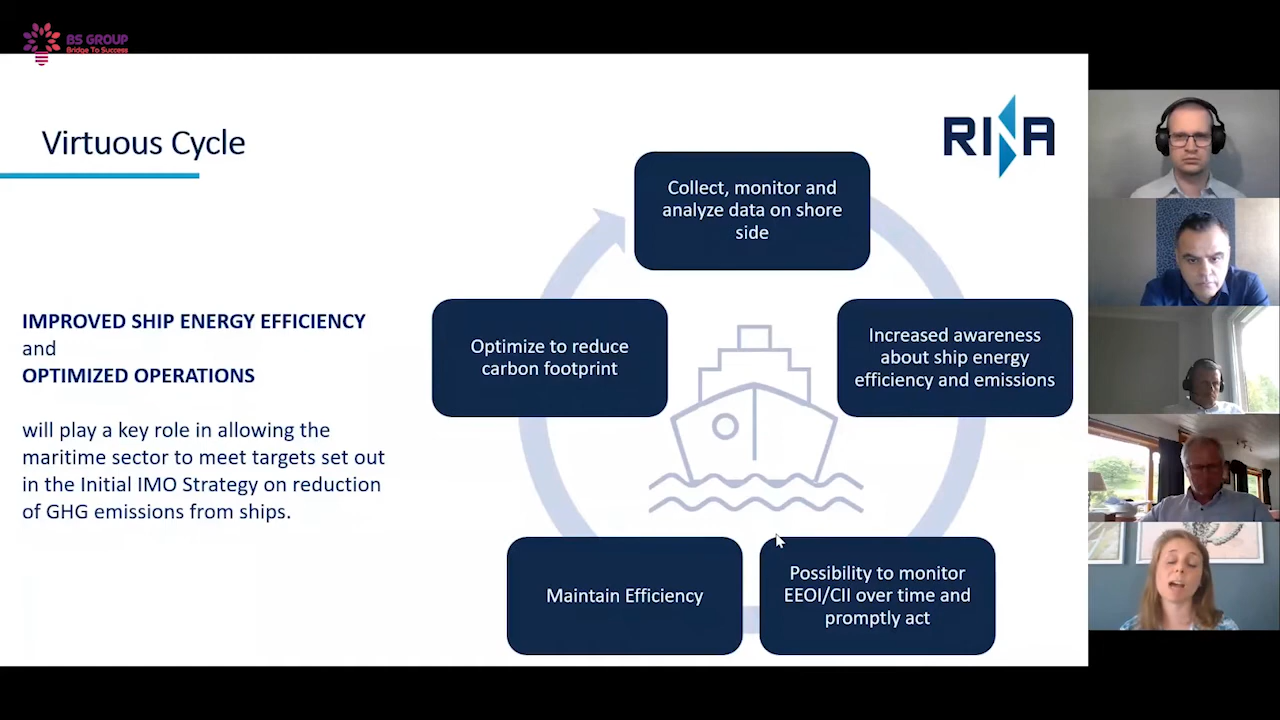 BS GROUP
Bridge To Success
Virtuous Cycle
RINA
Collect, monitor and
analyze data on shore
side
IMPROVED SHIP ENERGY EFFICIENCY
and
OPTIMIZED OPERATIONS
will play a key role in allowing the
maritime sector to meet targets set out
in the Initial IMO Strategy on reduction
of GHG emissions from ships.
Optimize to reduce
carbon footprint
Increased awareness
about ship energy
efficiency and emissions
Maintain Efficiency
Possibility to monitor
EEOI/CII over time and
promptly act